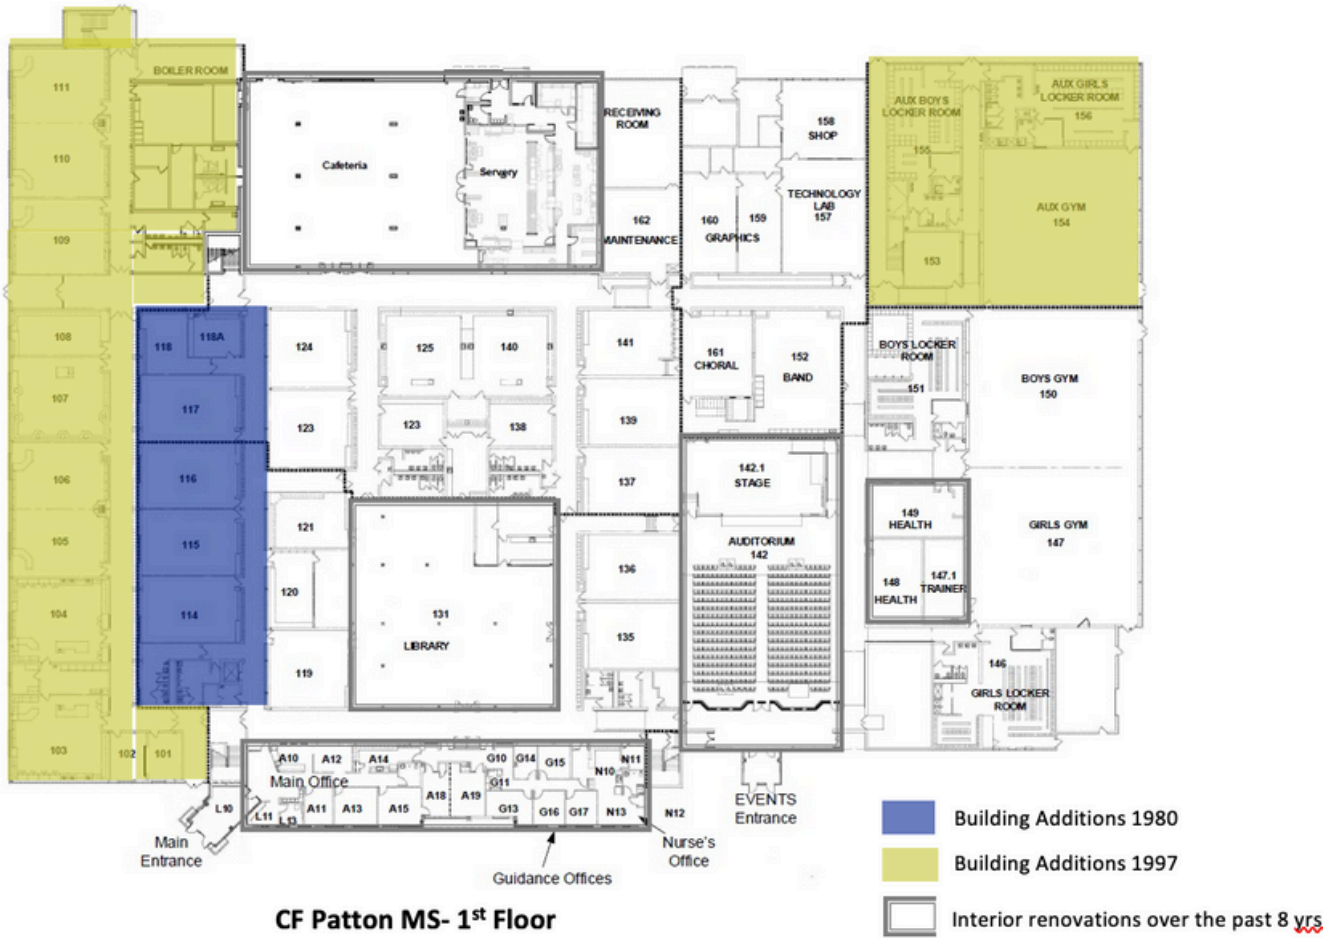 BOILER ROOM
111
110
109
108
107
106
105
104
103
102
101
118
118A
117
116
115
114
Cafeteria
Servery
RECEIVING
ROOM
162
MAINTENANCE
160
159
GRAPHICS
158
SHOP
TECHNOLOGY
LAB
157
AUX BOYS
LOCKER ROOM
155
AUX GIRLS
LOCKER ROOM
156
AUX GYM
154
153
124
123
125
140
123
138
141
139
137
161
CHORAL
152
BAND
BOYS LOCKER
ROOM
151
BOYS GYM
150
121
120
119
131
LIBRARY
136
135
142.1
STAGE
AUDITORIUM
142
149
HEALTH
148
HEALTH
147.1
TRAINER
GIRLS GYM
147
146
GIRLS LOCKER
ROOM
A10
A12
A14
G10
G14
G15
N11
N10
Main Office
G11
L10
L11
L13
A11
A13
A15
A18
A19
G13
G16
G17
N13
N12
Main
Entrance
EVENTS
Entrance
Nurse's
Office
Guidance Offices
CF Patton MS- 1st Floor
Building Additions 1980
Building Additions 1997
Interior renovations over the past 8 yrs